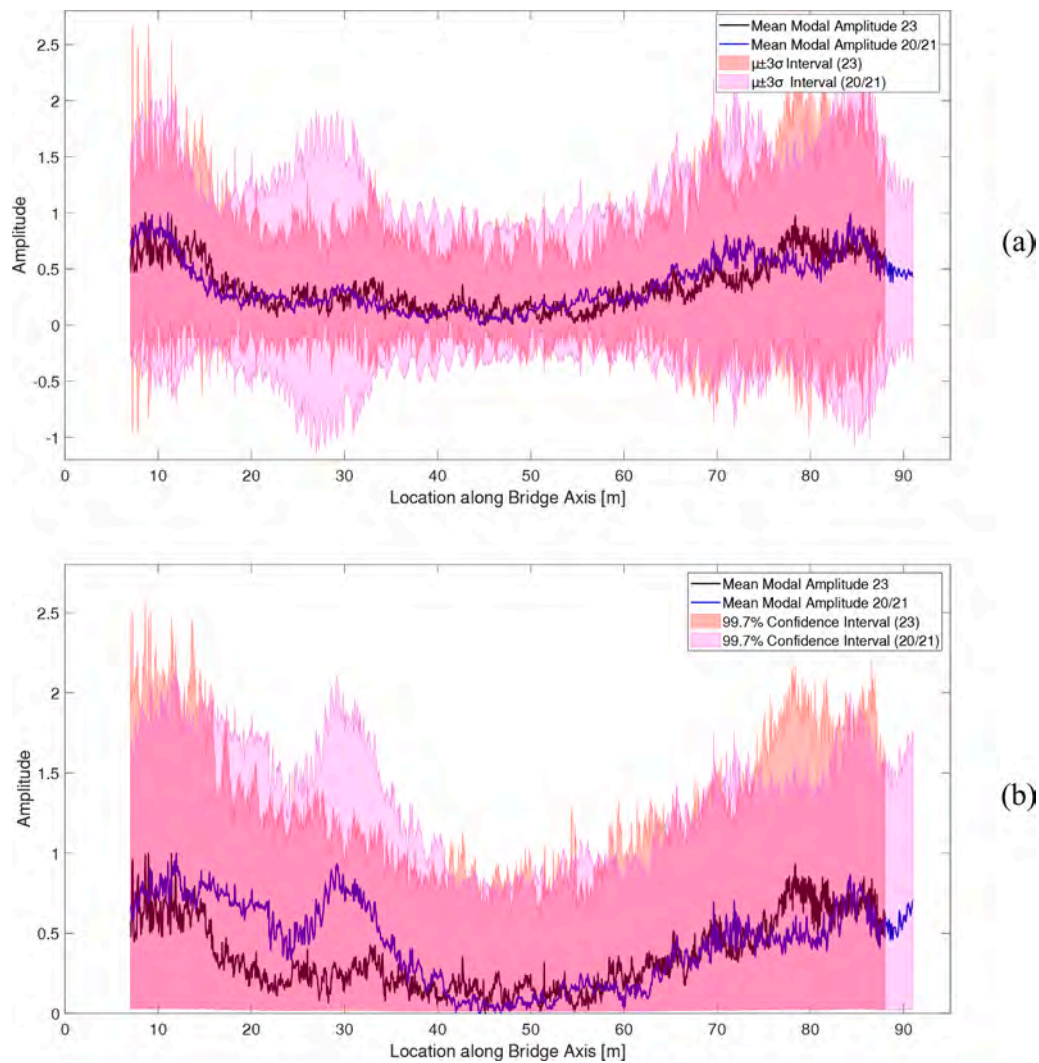 Mean Modal Amplitude 23
Mean Modal Amplitude 20/21
μ±3σ Interval (23)
μ±3σ Interval (20/21)
2.5
2
1.5
1
0.5
0
-0.5
-1
Amplitude
(a)
0 10 20 30 40 50 60 70 80 90
Location along Bridge Axis [m]
Mean Modal Amplitude 23
Mean Modal Amplitude 20/21
99.7% Confidence Interval (23)
99.7% Confidence Interval (20/21)
2.5
2
1.5
1
0.5
0
Amplitude
(b)
0 10 20 30 40 50 60 70 80 90
Location along Bridge Axis [m]